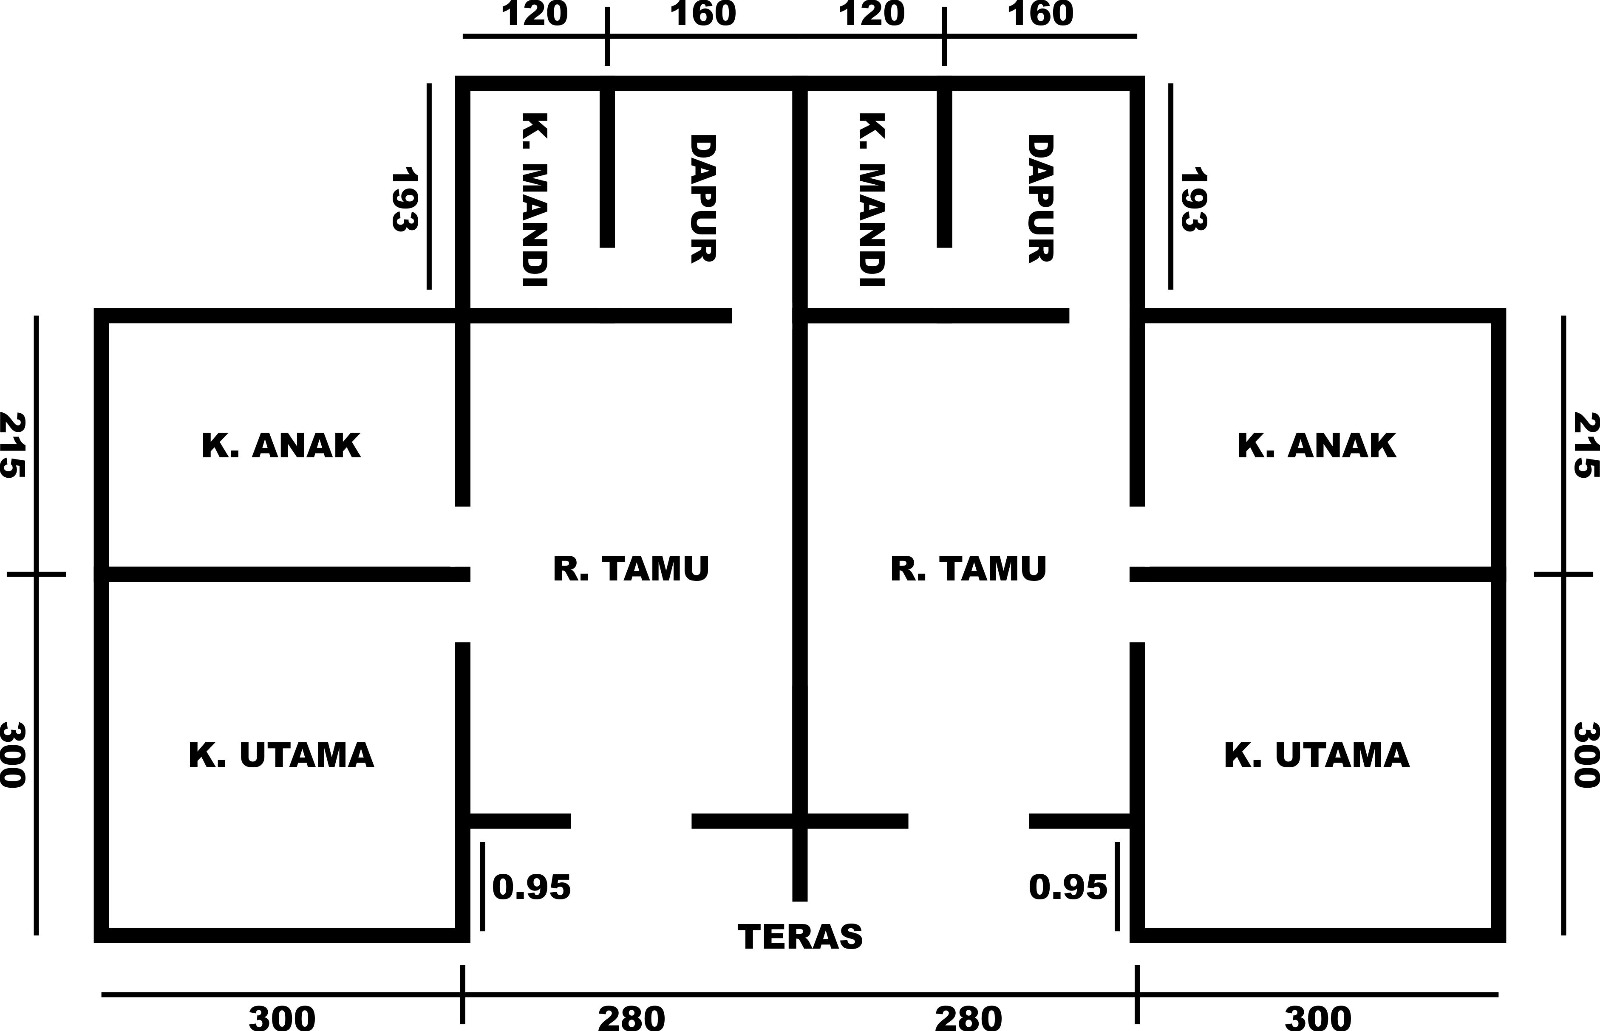 120 160 120 160
K. MANDI
DAPUR
K. MANDI
DAPUR
193
193
215
K. ANAK
K. ANAK
215
R. TAMU
R. TAMU
300
K. UTAMA
K. UTAMA
300
0.95
0.95
TERAS
300 280 280 300